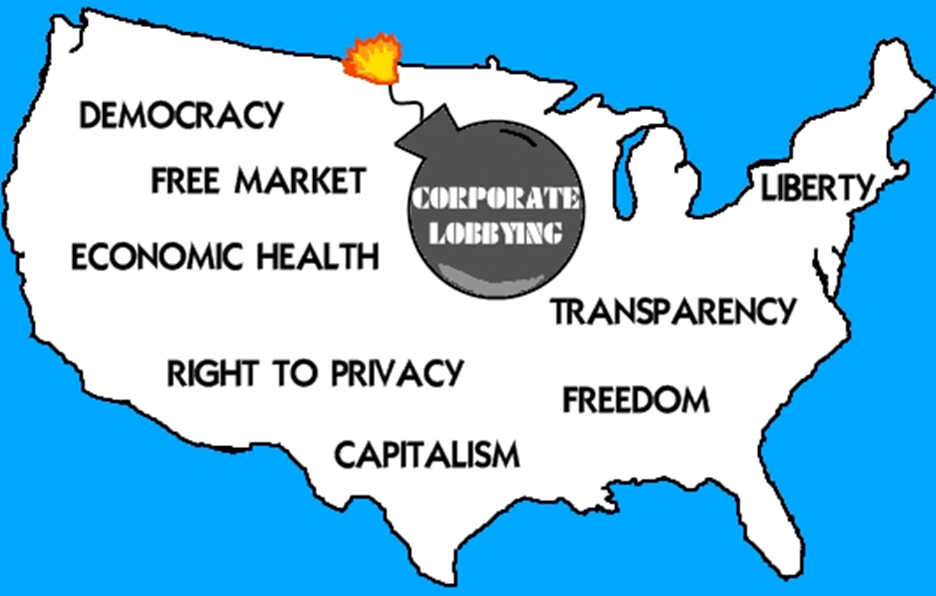 DEMOCRACY
FREE MARKET
CORPORATE
LOBBYING
LIBERTY
ECONOMIC HEALTH
TRANSPARENCY
RIGHT TO PRIVACY
FREEDOM
CAPITALISM